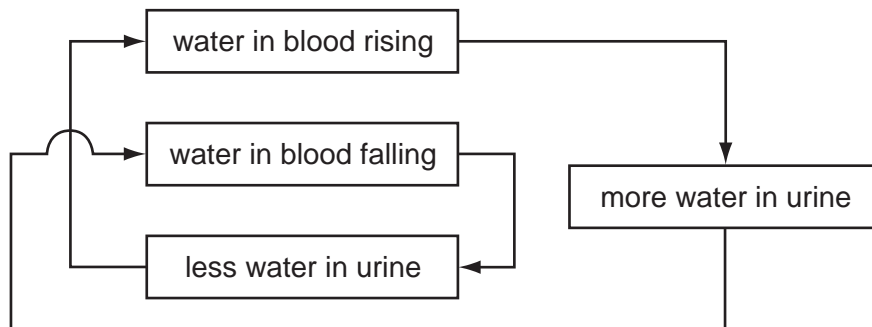 water in blood rising
water in blood falling
more water in urine
less water in urine